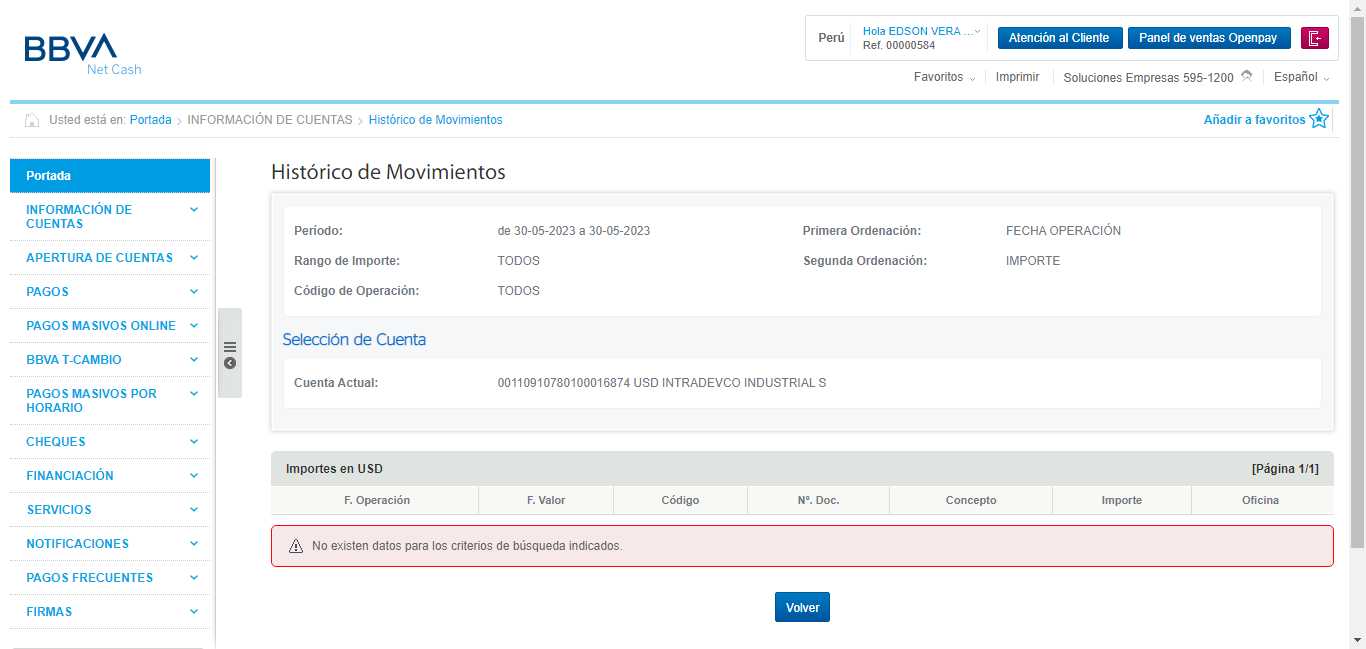 BBVA
Net Cash
Perú
Hola EDSON VERA ...
Ref. 00000584
Atención al Cliente
Panel de ventas Openpay
Favoritos
Imprimir
Soluciones Empresas 595-1200
Español
Usted está en: Portada > INFORMACIÓN DE CUENTAS > Histórico de Movimientos
Añadir a favoritos
Portada
INFORMACIÓN DE
CUENTAS
APERTURA DE CUENTAS
PAGOS
PAGOS MASIVOS ONLINE
BBVA T-CAMBIO
PAGOS MASIVOS POR
HORARIO
CHEQUES
FINANCIACIÓN
SERVICIOS
NOTIFICACIONES
PAGOS FRECUENTES
FIRMAS
Histórico de Movimientos
Período: de 30-05-2023 a 30-05-2023 Primera Ordenación: FECHA OPERACIÓN
Rango de Importe: TODOS Segunda Ordenación: IMPORTE
Código de Operación: TODOS
Selección de Cuenta
Cuenta Actual: 00110910780100016874 USD INTRADEVCO INDUSTRIAL S
Importes en USD [Página 1/1]
F. Operación F. Valor Código Nº. Doc. Concepto Importe Oficina
No existen datos para los criterios de búsqueda indicados.
Volver